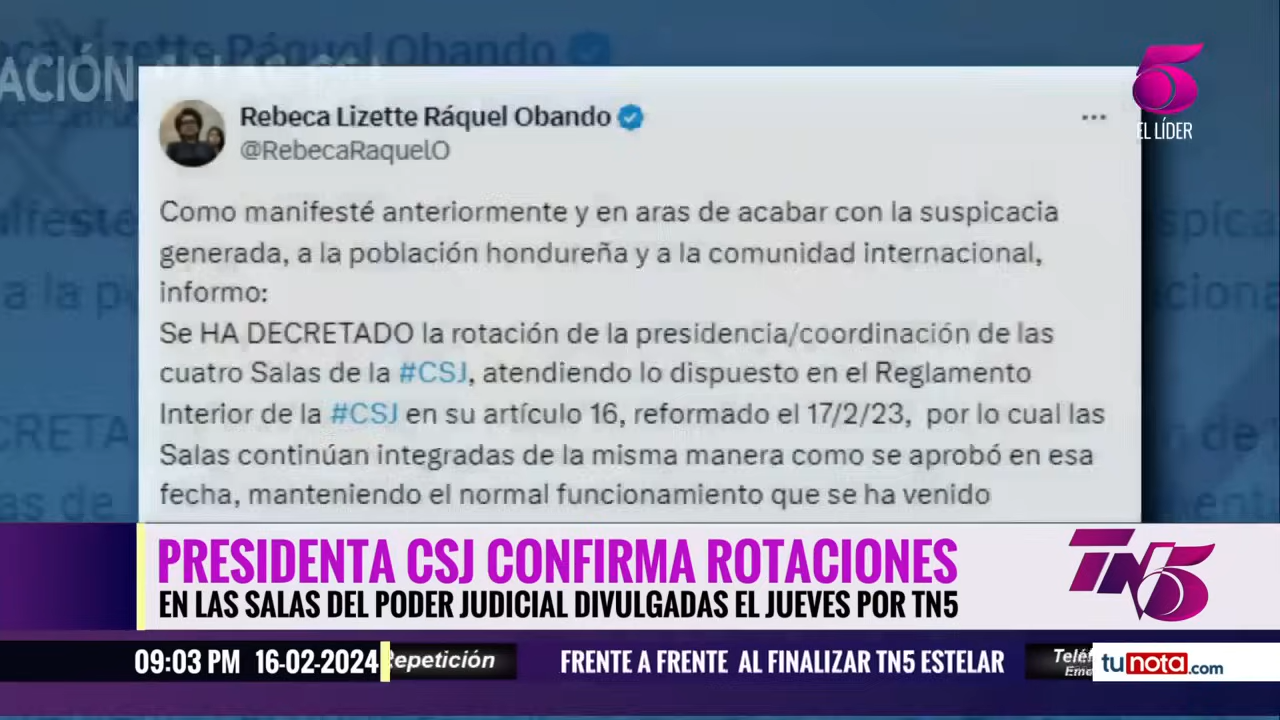 Rebeca Lizette Ráquel Obando
@RebecaRaquelO
Como manifesté anteriormente y en aras de acabar con la suspicacia
generada, a la población hondureña y a la comunidad internacional,
informo:
Se HA DECRETADO la rotación de la presidencia/coordinación de las
cuatro Salas de la #CSJ, atendiendo lo dispuesto en el Reglamento
Interior de la #CSJ en su artículo 16, reformado el 17/2/23, por lo cual las
Salas continúan integradas de la misma manera como se aprobó en esa
fecha, manteniendo el normal funcionamiento que se ha venido
5
EL LÍDER
PRESIDENTA CSJ CONFIRMA ROTACIONES
EN LAS SALAS DEL PODER JUDICIAL DIVULGADAS EL JUEVES POR TN5
TN5
09:03 PM 16-02-2024
Repetición
FRENTE A FRENTE AL FINALIZAR TN5 ESTELAR
tunota.com